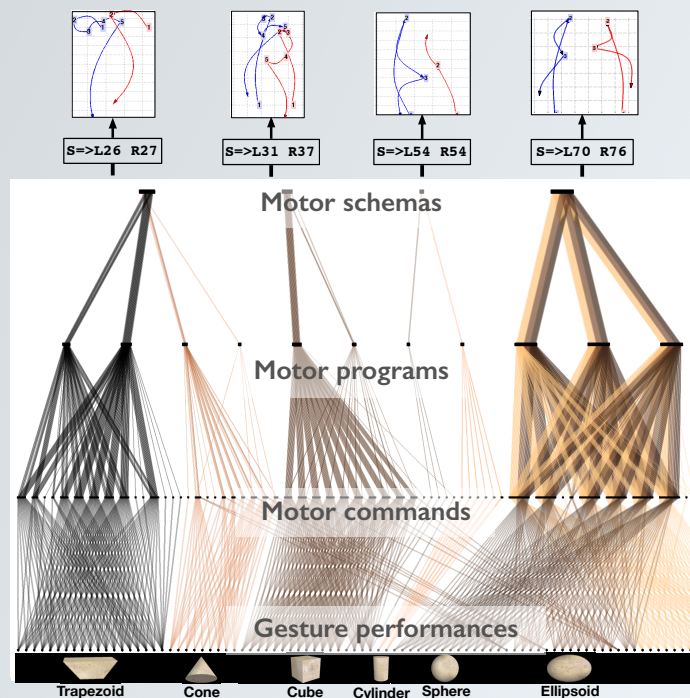 S=>L26 R27
S=>L31 R37
S=>L54 R54
S=>L70 R76
Motor schemas
Motor programs
Motor commands
Gesture performances
Trapezoid
Cone
Cube
Cylinder
Sphere
Ellipsoid